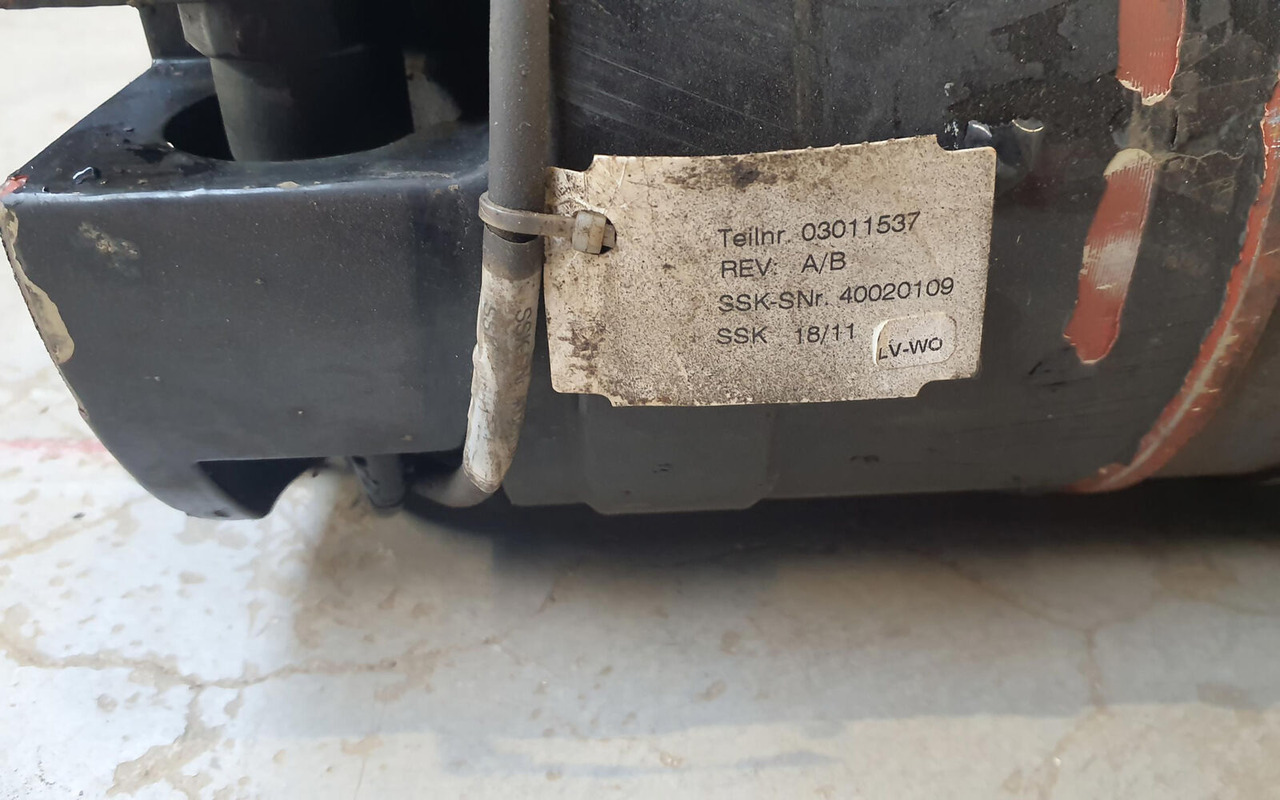 Teilnr. 03011537
REV: A/B
SSK-SNr. 40020109
SSK 18/11
LV-WO